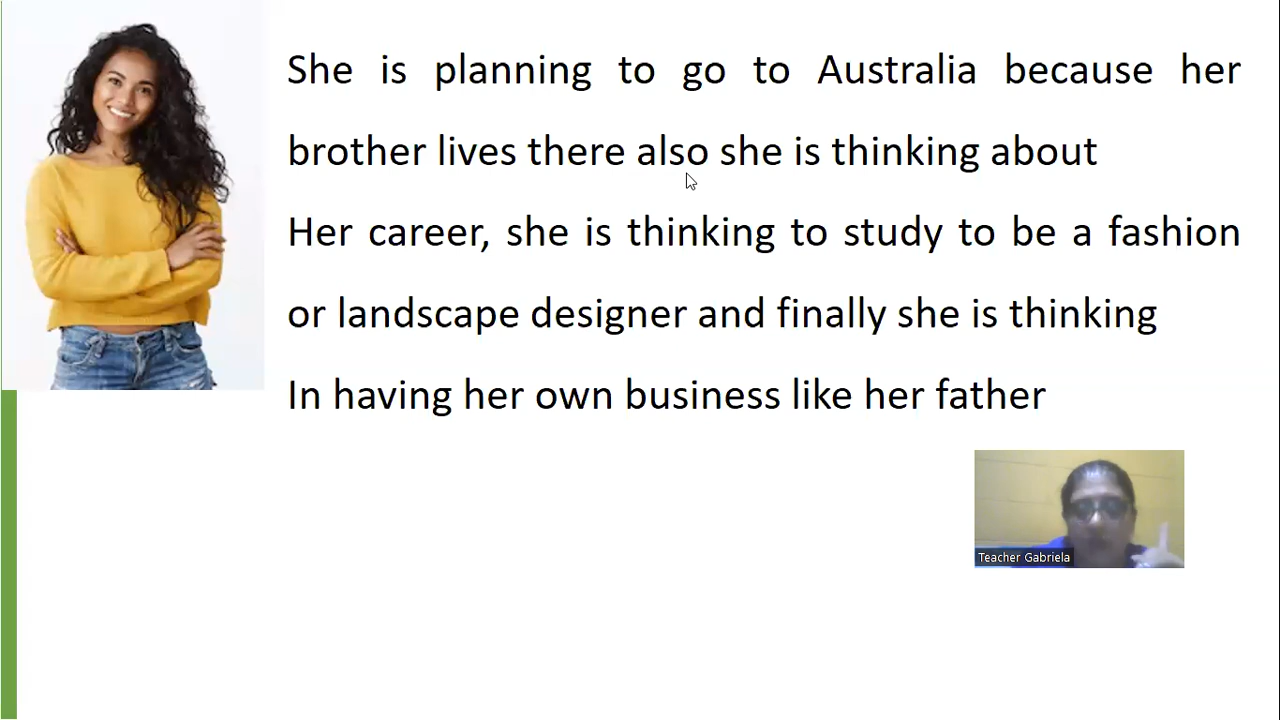 She is planning to go to Australia because her
brother lives there also she is thinking about
Her career, she is thinking to study to be a fashion
or landscape designer and finally she is thinking
In having her own business like her father
Teacher Gabriela